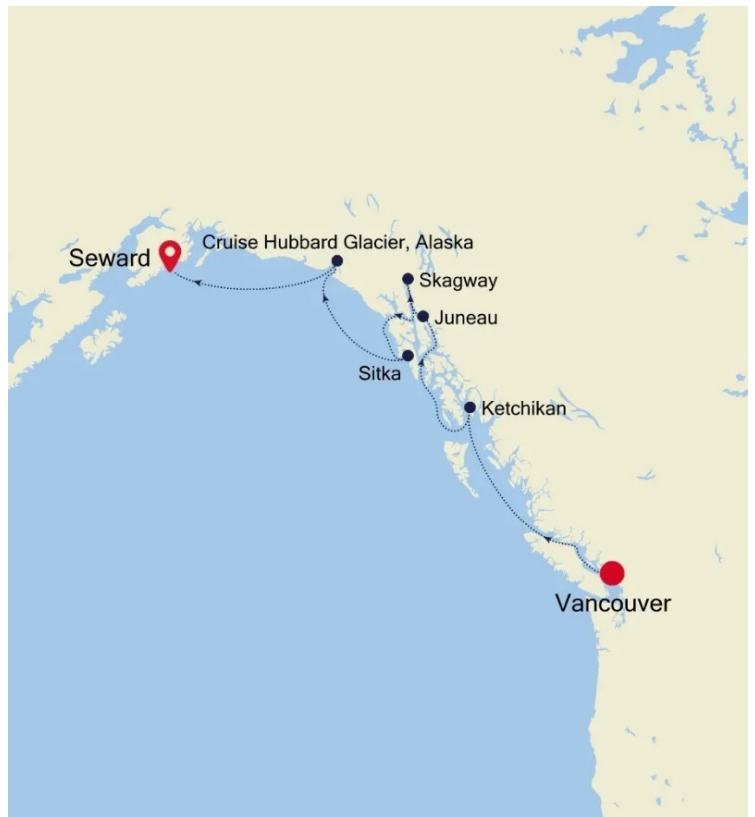 Cruise Hubbard Glacier, Alaska
Seward
Skagway
Juneau
Sitka
Ketchikan
Vancouver